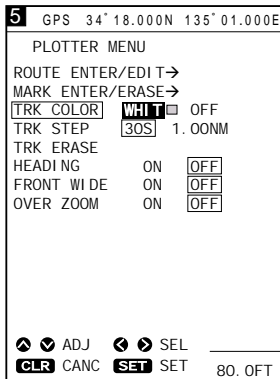 5 GPS 34°18.000N 135°01.000E
PLOTTER MENU
ROUTE ENTER/EDIT→
MARK ENTER/ERASE→
TRK COLOR WHIT OFF
TRK STEP 30S 1.00NM
TRK ERASE
HEADING ON OFF
FRONT WIDE ON OFF
OVER ZOOM ON OFF
ADJ SEL
CLR CANC SET SET
80.0FT